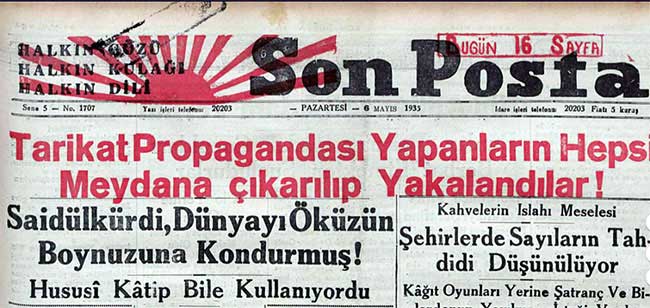 HALKIN GÖZÜ
HALKIN KULAĞI
HALKIN DİLİ
Son Posta
BUGÜN 16 SAYFA
Sene 5 — No. 1707
Yazı işleri telefonu: 20203
— PAZARTESİ — 6 MAYIS 1935
İdare işleri telefonu: 20203
Fiatı 5 kuruş
Tarikat Propagandası Yapanların Hepsi
Meydana çıkarılıp Yakalandılar!
Saidülkürdi, Dünyayı Öküzün
Boynuzuna Kondurmuş!
Hususî Kâtip Bile Kullanıyordu
Kahvelerin Islahı Meselesi
Şehirlerde Sayıların Tah-
didi Düşünülüyor
Kâğıt Oyunları Yerine Satranç Ve Bi-